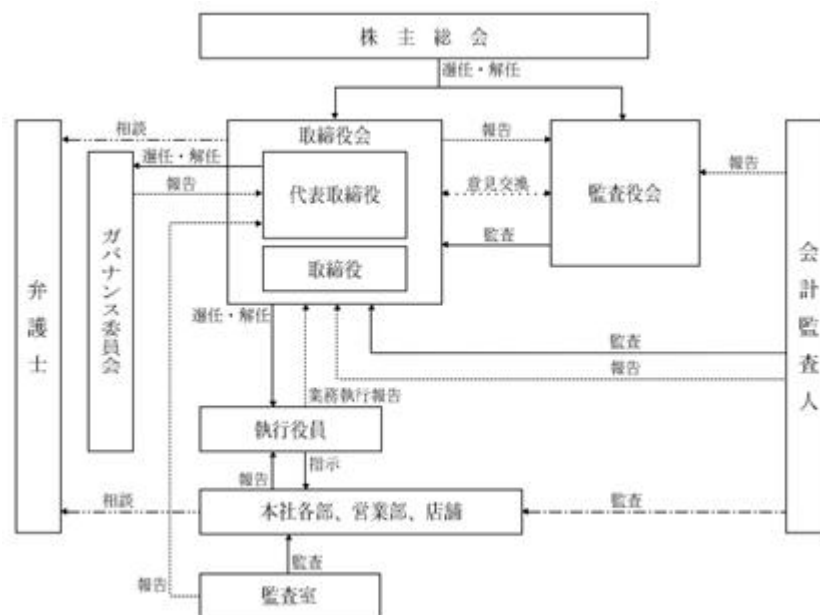 株主総会
選任・解任
相談
取締役会
報告
選任・解任
報告
代表取締役
意見交換
監査役会
報告
監査
取締役
ガバナンス委員会
弁護士
会計監査人
選任・解任
監査
報告
業務執行報告
執行役員
報告
指示
相談
本社各部、営業部、店舗
監査
監査
報告
監査室